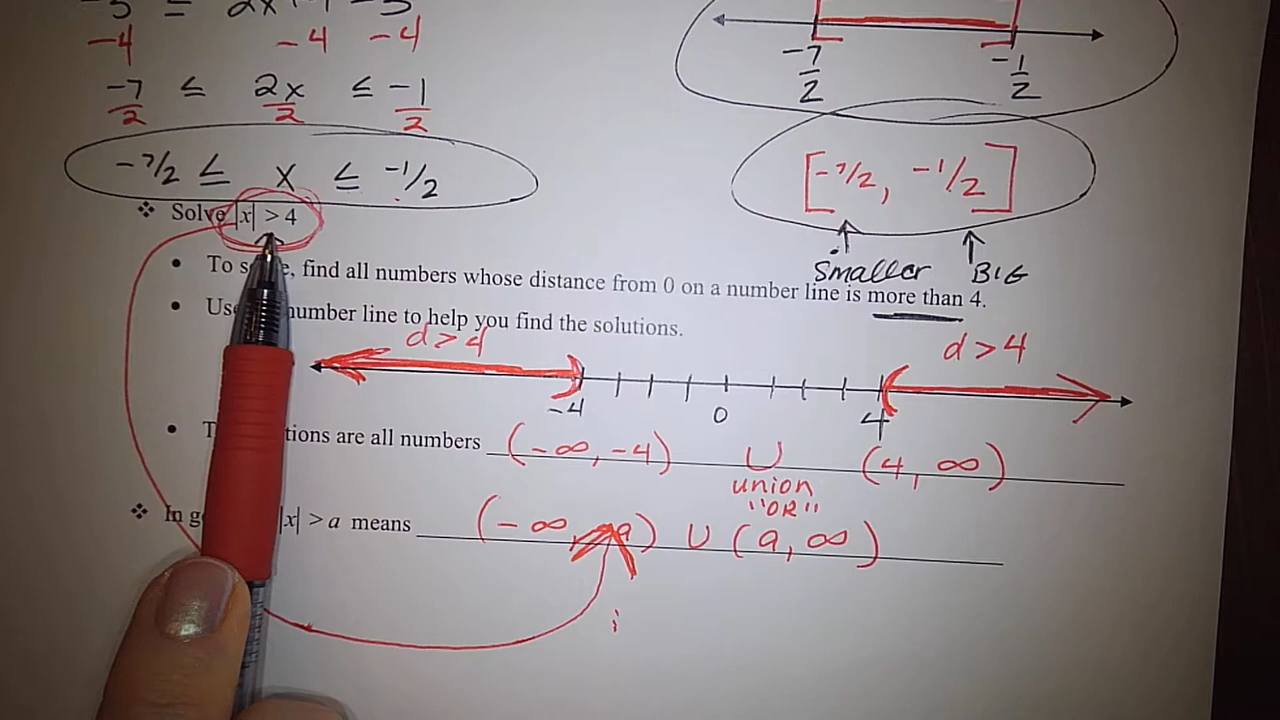 -4 -4 -4
-7/2 ≤ 2x/2 ≤ -1/2
-7/2 -1/2
-7/2 ≤ x ≤ -1/2
[-7/2, -1/2]
Smaller BIG
❖ Solve |x| > 4
• To find all numbers whose distance from 0 on a number line is more than 4.
• number line to help you find the solutions.
d > 4 d > 4
-4 0 4
• are all numbers (-∞, -4) ∪ (4, ∞)
union
"OR"
❖ In |x| > a means (-∞, -a) ∪ (a, ∞)